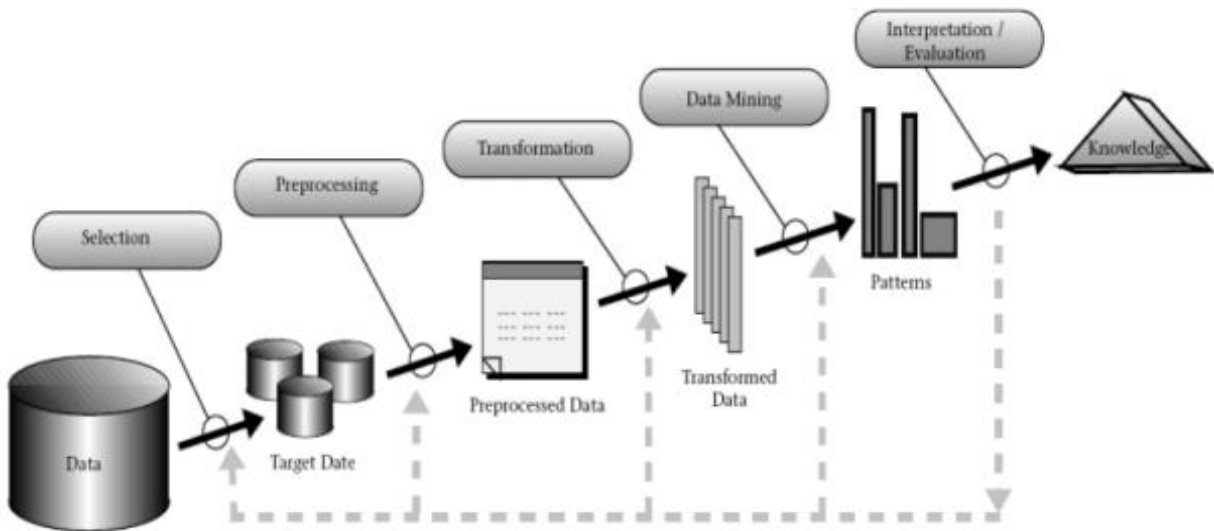 Interpretation /
Evaluation
Data Mining
Transformation
Preprocessing
Selection
Knowledge
Patterns
Transformed
Data
Preprocessed Data
Target Date
Data